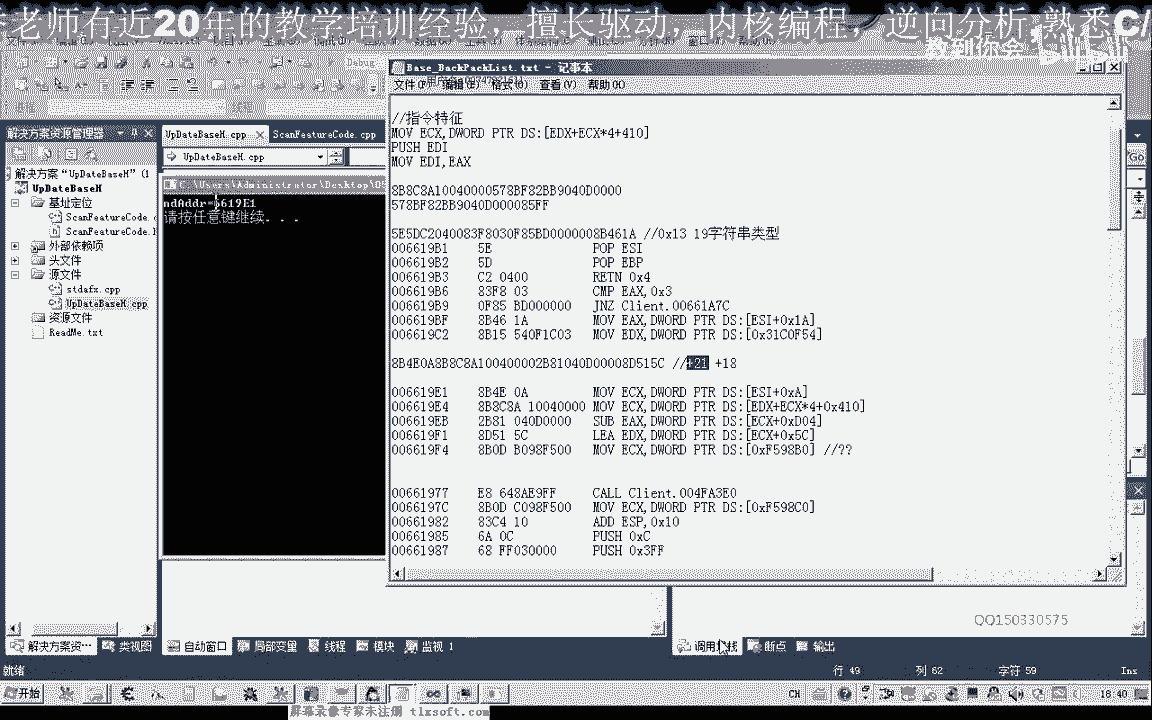 老师有近20年的教学培训经验，擅长驱动，内核编程，逆向分析 熟悉C/
教到你会
Debug
Base_BackPackList.txt - 记事本
文件(F) 编辑(E) 格式(O) 查看(V) 帮助(H)
解决方案资源管理器
解决方案"UpDateBaseM" (1
UpDateBaseM
基址定位
ScanFeatureCode.
ScanFeatureCode.
外部依赖项
头文件
源文件
stdafx.cpp
UpDateBaseM.cpp
资源文件
ReadMe.txt
UpDateBaseM.cpp ScanFeatureCode.cpp
UpDateBaseM.cpp
C:\Users\Administrator\Desktop\
ndAddr=6619E1
请按任意键继续. . .
//指令特征
MOV ECX,DWORD PTR DS:[EDX+ECX*4+410]
PUSH EDI
MOV EDI,EAX
8B8C8A10040000578BF82BB9040D0000
578BF82BB9040D000085FF
5E5DC2040083F8030F85BD0000008B461A //0x13 19字符串类型
006619B1 5E POP ESI
006619B2 5D POP EBP
006619B3 C2 0400 RETN 0x4
006619B6 83F8 03 CMP EAX,0x3
006619B9 0F85 BD000000 JNZ Client.00661A7C
006619BF 8B46 1A MOV EAX,DWORD PTR DS:[ESI+0x1A]
006619C2 8B15 540F1C03 MOV EDX,DWORD PTR DS:[0x31C0F54]
8B4E0A8B8C8A100400002B81040D00008D515C //+21 +18
006619E1 8B4E 0A MOV ECX,DWORD PTR DS:[ESI+0xA]
006619E4 8B8C8A 10040000 MOV ECX,DWORD PTR DS:[EDX+ECX*4+0x410]
006619EB 2B81 040D0000 SUB EAX,DWORD PTR DS:[ECX+0xD04]
006619F1 8D51 5C LEA EDX,DWORD PTR DS:[ECX+0x5C]
006619F4 8B0D B098F500 MOV ECX,DWORD PTR DS:[0xF598B0] //??
00661977 E8 648AE9FF CALL Client.004FA3E0
0066197C 8B0D C098F500 MOV ECX,DWORD PTR DS:[0xF598C0]
00661982 83C4 10 ADD ESP,0x10
00661985 6A 0C PUSH 0xC
00661987 68 FF030000 PUSH 0x3FF
QQ150330575
解决方案资… 类视图
自动窗口 局部变量 线程 模块 监视 1
调用堆栈 断点 输出
就绪
行 49 列 62 字符 59 Ins
开始
CH
18:40
屏幕录像专家未注册 tlxsoft.com